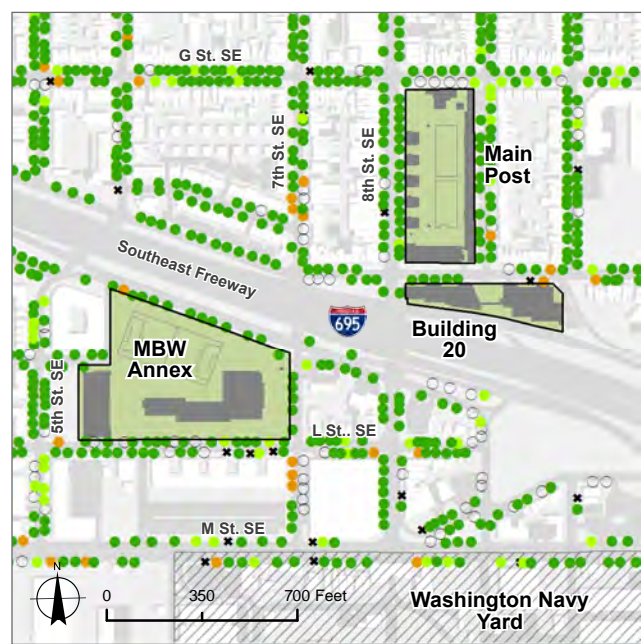 G St. SE
7th St. SE
8th St. SE
Main
Post
Southeast Freeway
695
Building
20
MBW
Annex
5th St. SE
L St.. SE
M St. SE
N
0 350 700 Feet
Washington Navy
Yard